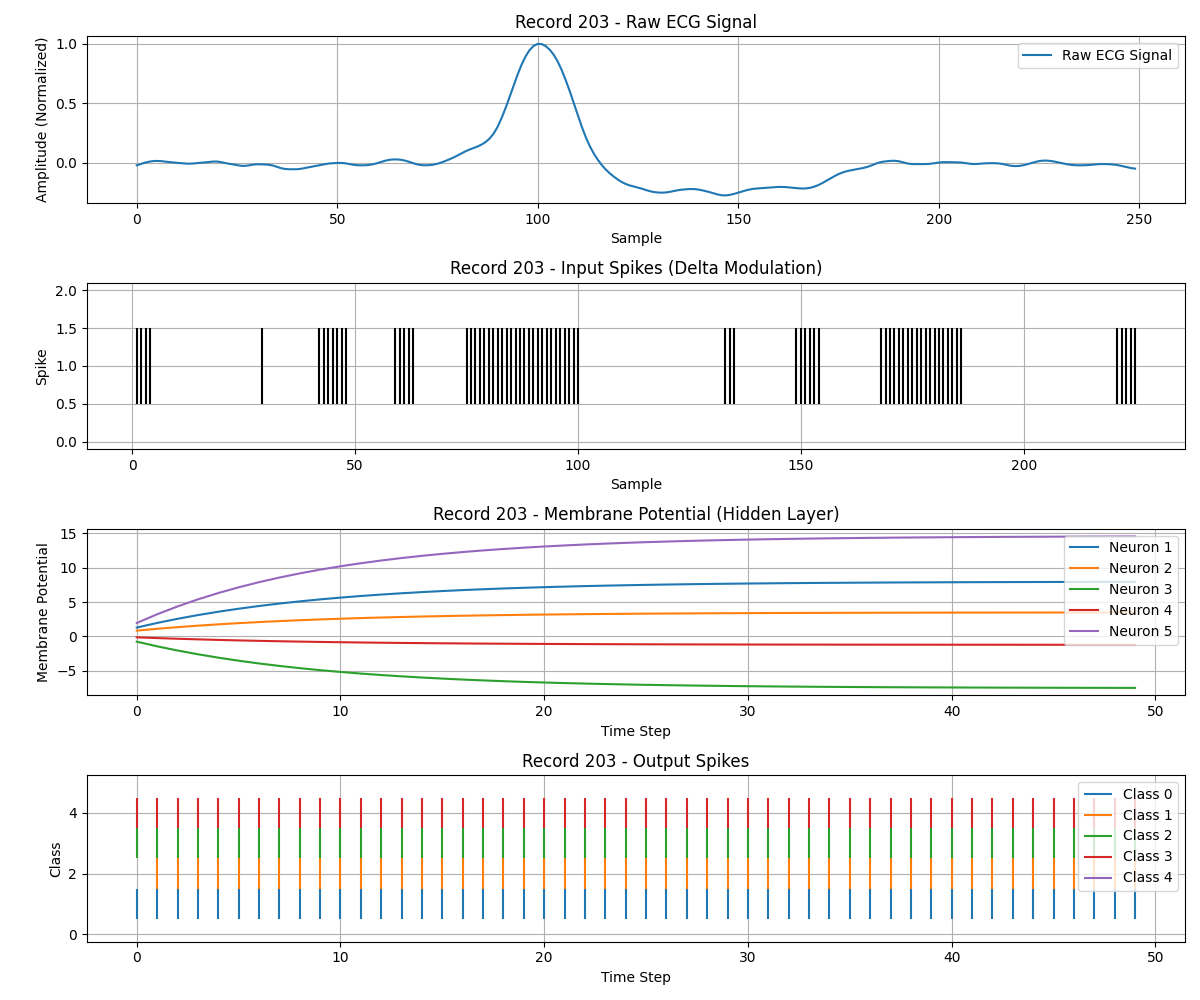 Record 203 - Raw ECG Signal
Amplitude (Normalized)
1.0
0.5
0.0
Raw ECG Signal
0 50 100 150 200 250
Sample
Record 203 - Input Spikes (Delta Modulation)
Spike
2.0
1.5
1.0
0.5
0.0
0 50 100 150 200
Sample
Record 203 - Membrane Potential (Hidden Layer)
Membrane Potential
15
10
5
0
−5
Neuron 1
Neuron 2
Neuron 3
Neuron 4
Neuron 5
0 10 20 30 40 50
Time Step
Record 203 - Output Spikes
Class
4
2
0
Class 0
Class 1
Class 2
Class 3
Class 4
0 10 20 30 40 50
Time Step